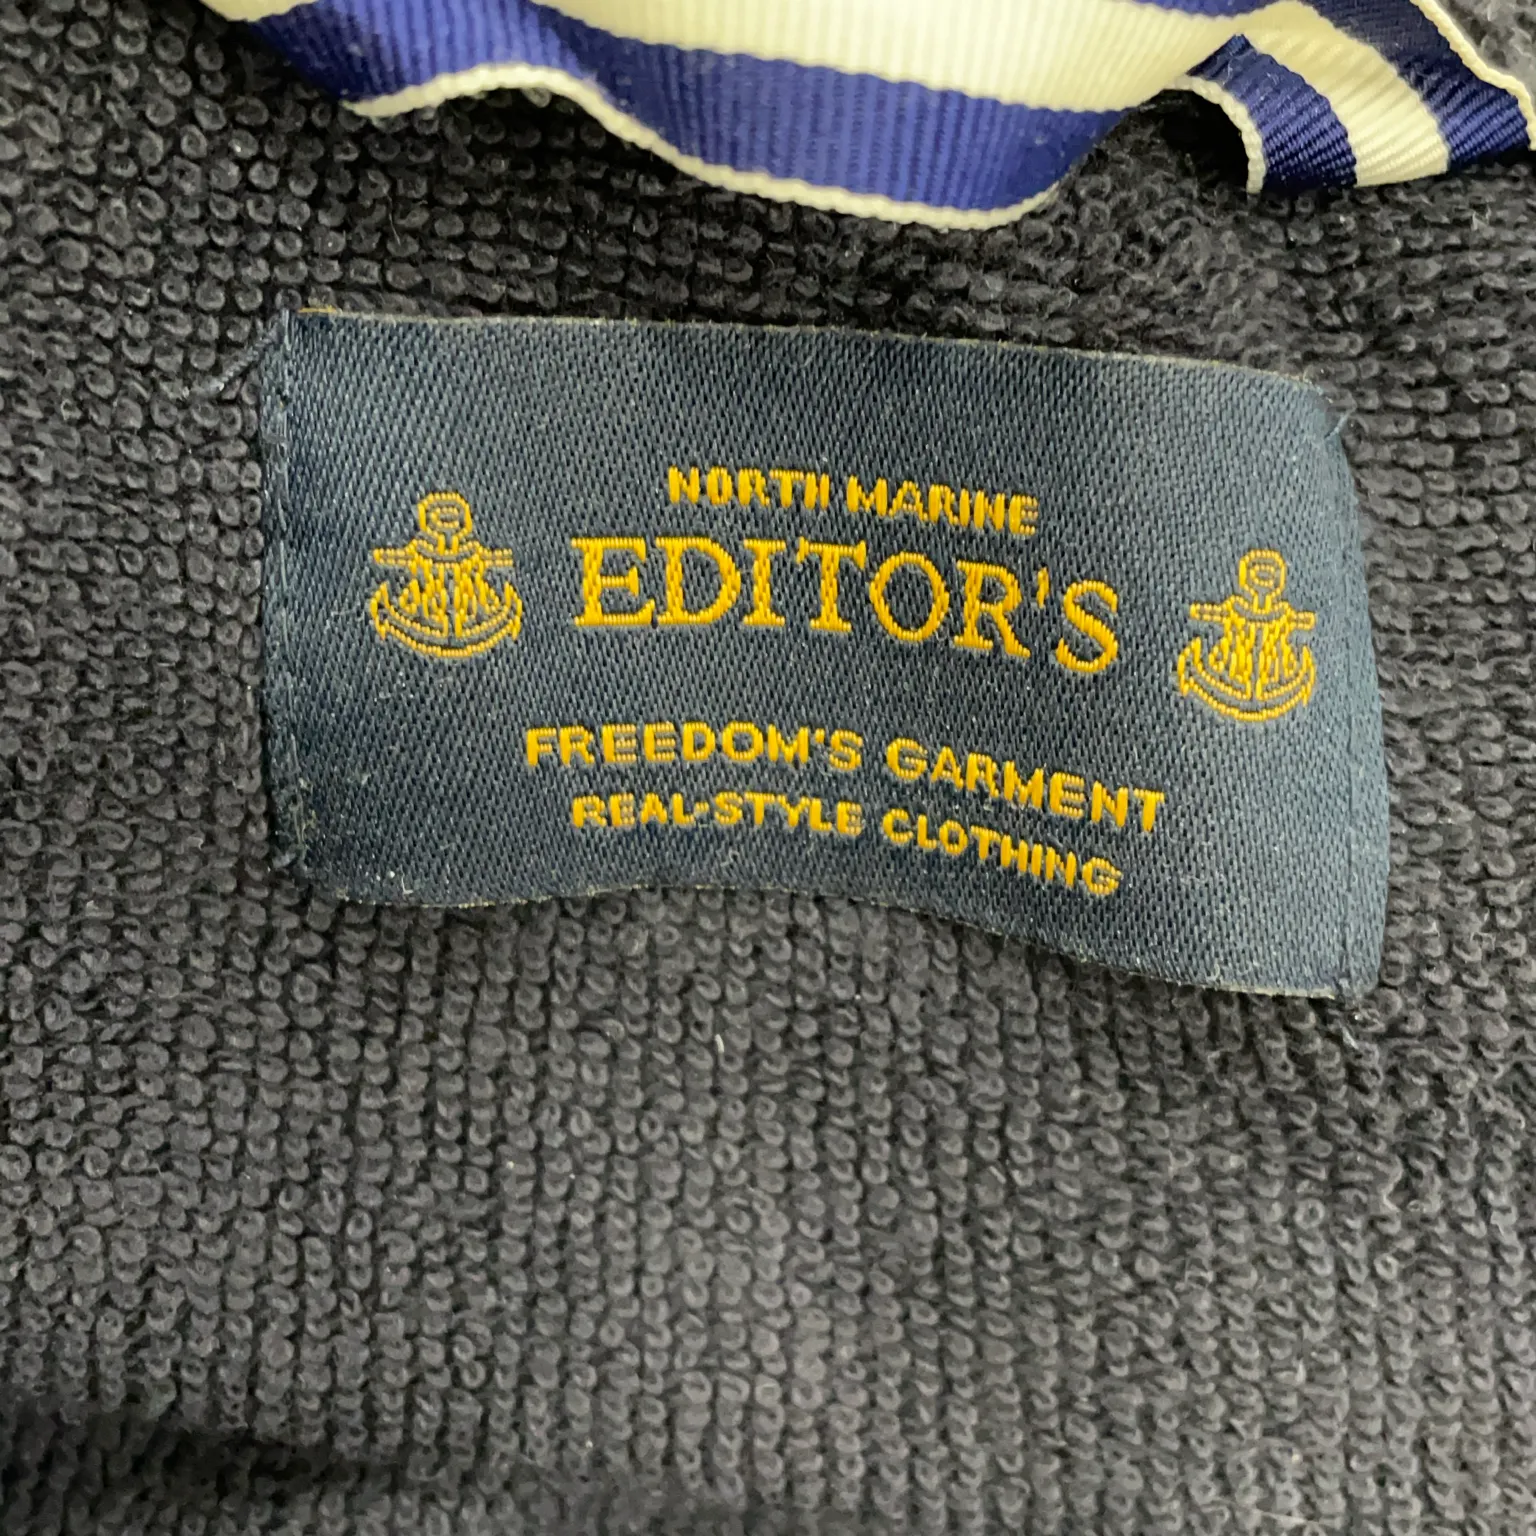 NORTH MARINE
EDITOR'S
FREEDOM'S GARMENT
REAL-STYLE CLOTHING